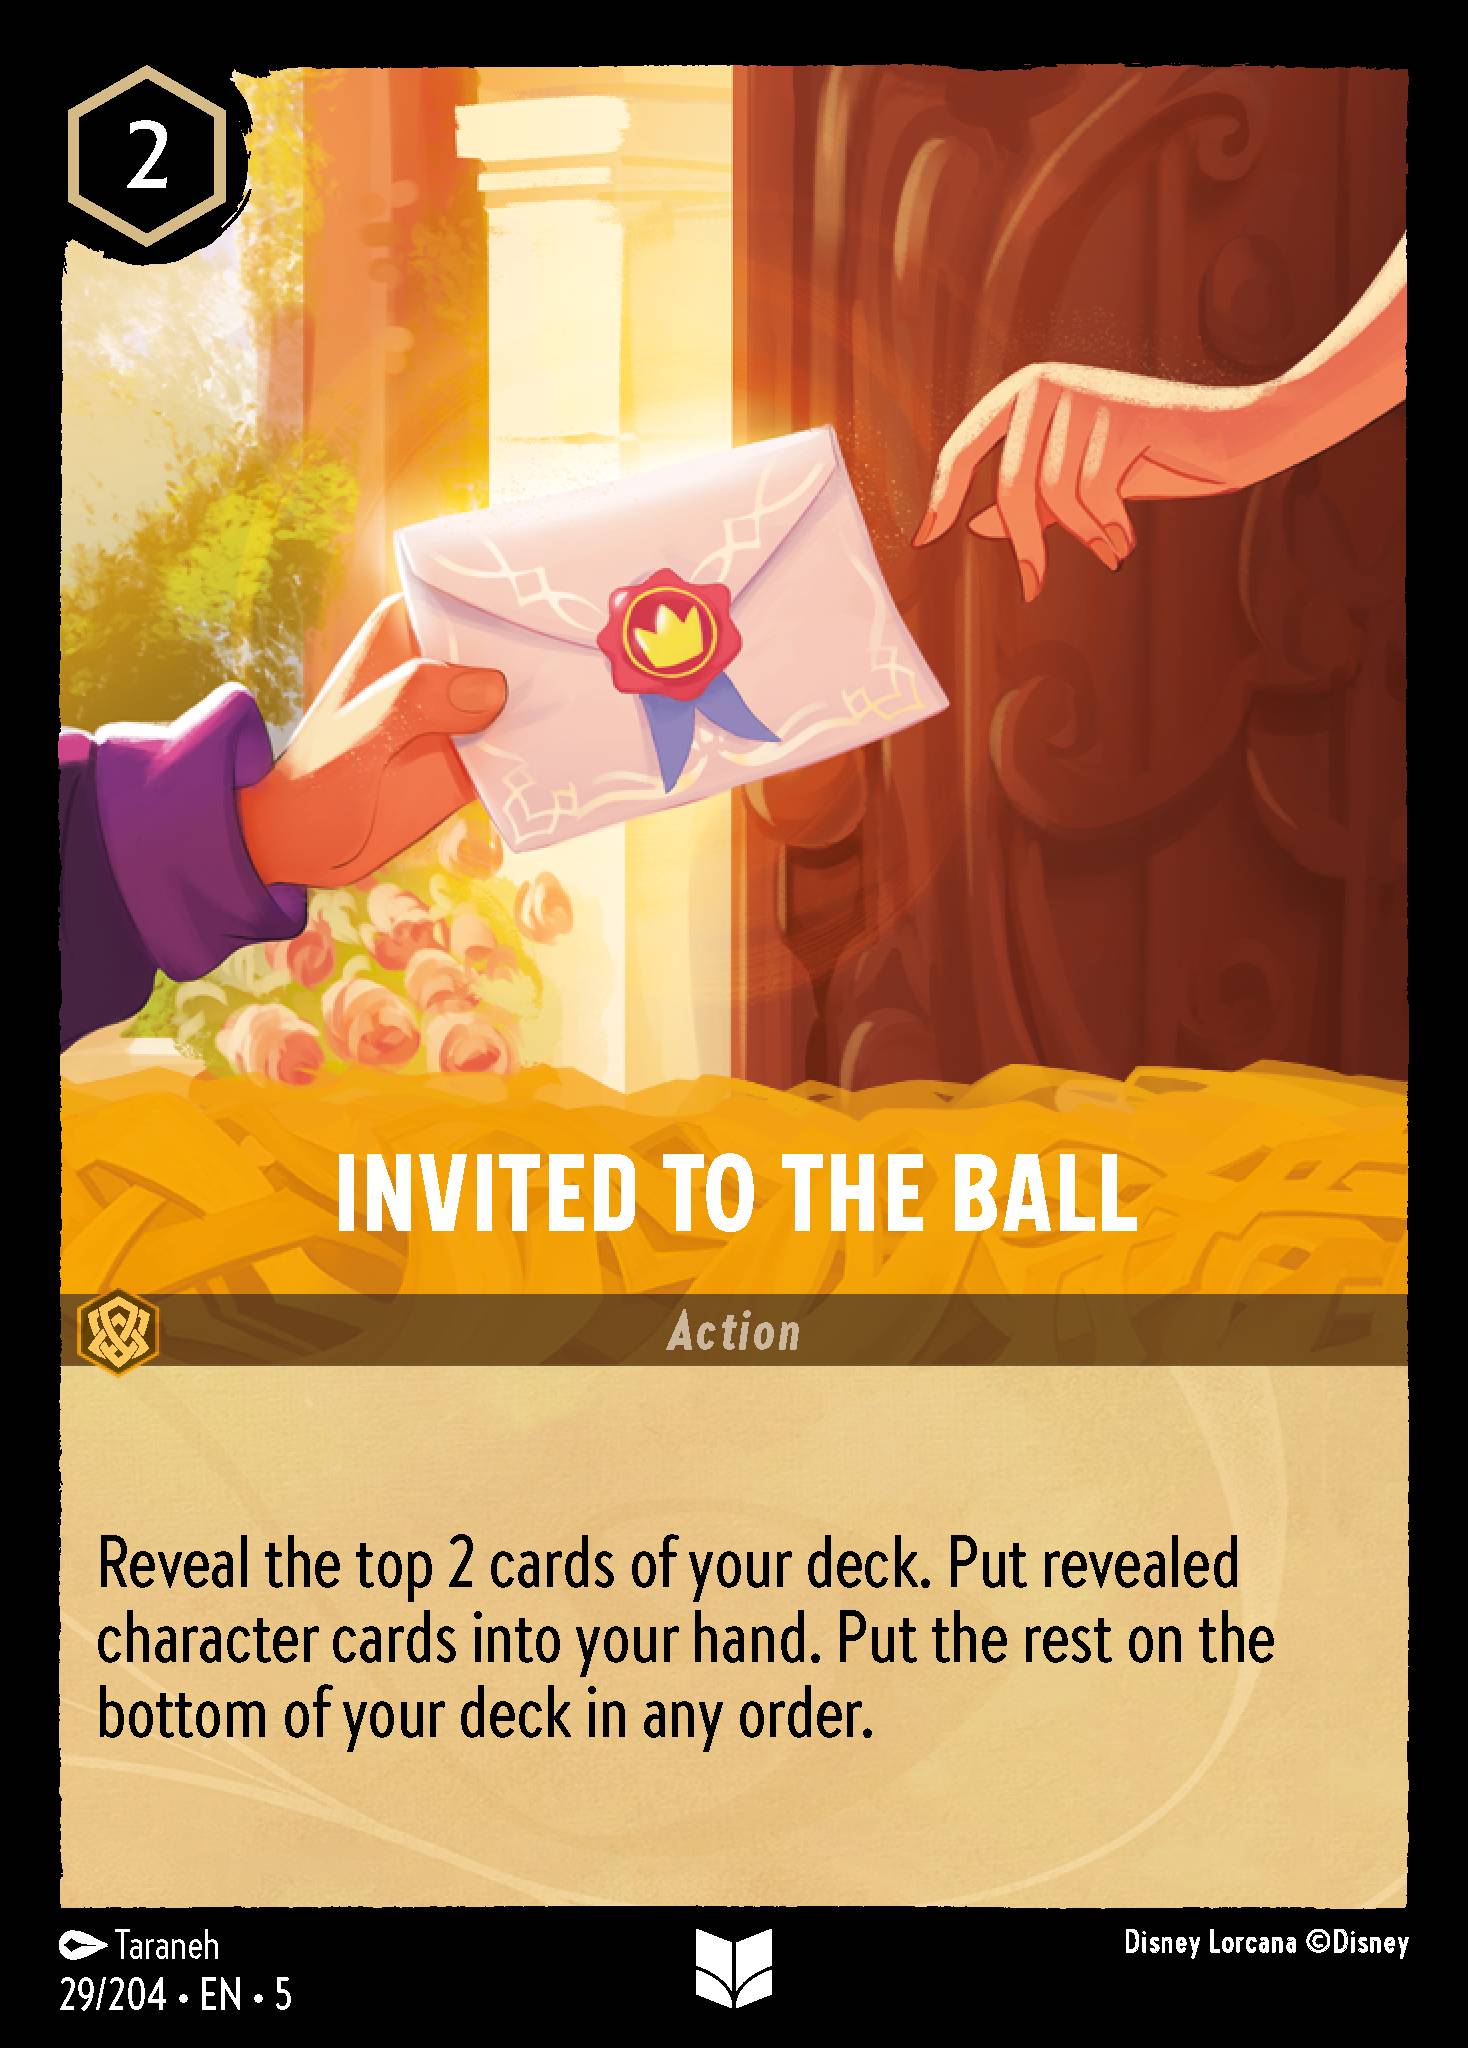 2
INVITED TO THE BALL
Action
Reveal the top 2 cards of your deck. Put revealed
character cards into your hand. Put the rest on the
bottom of your deck in any order.
Taraneh
Disney Lorcana ©Disney
29/204 • EN • 5